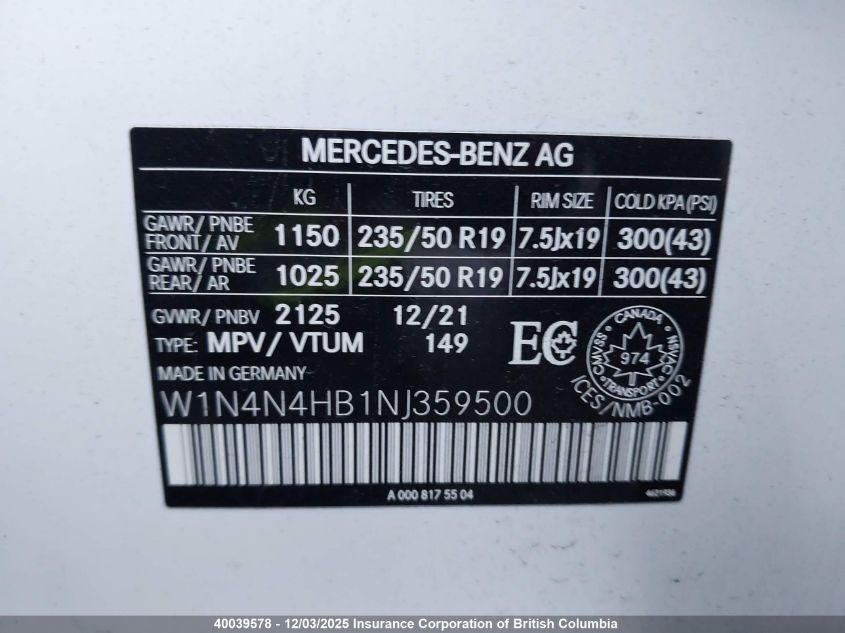 MERCEDES-BENZ AG
KG TIRES RIM SIZE COLD KPA (PSI)
GAWR/ PNBE FRONT/ AV 1150 235/50 R19 7.5Jx19 300(43)
GAWR/ PNBE REAR/ AR 1025 235/50 R19 7.5Jx19 300(43)
GVWR/ PNBV 2125 12/21
TYPE: MPV/ VTUM 149
EC
CANADA
CMVSS 974 NSVAC
TRANSPORT
ICES/NMB-002
MADE IN GERMANY
W1N4N4HB1NJ359500
A 000 817 55 04
4621936
40039578 - 12/03/2025 Insurance Corporation of British Columbia